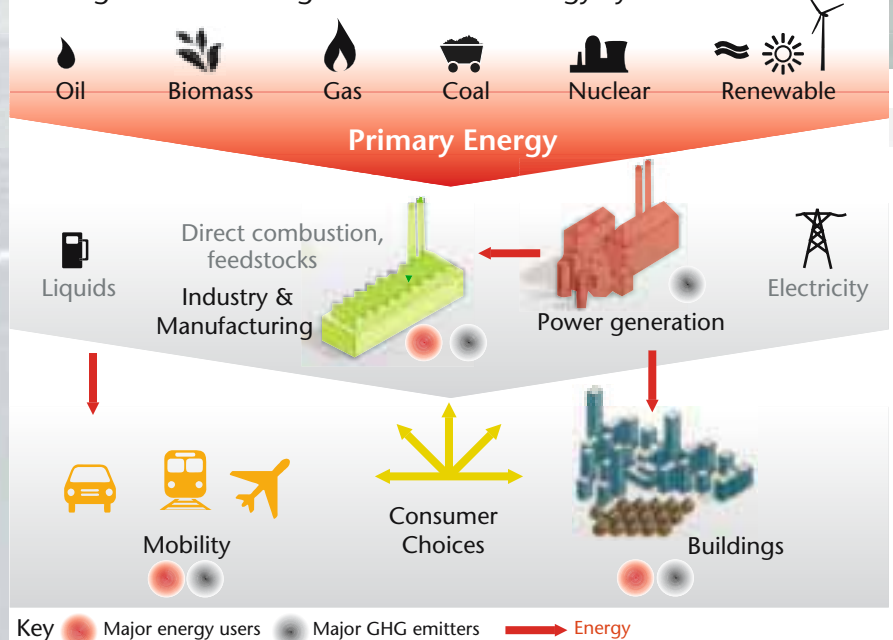 Oil
Biomass
Gas
Coal
Nuclear
Renewable
Primary Energy
Direct combustion,
feedstocks
Liquids
Industry &
Manufacturing
Power generation
Electricity
Consumer
Choices
Mobility
Buildings
Key
Major energy users
Major GHG emitters
Energy